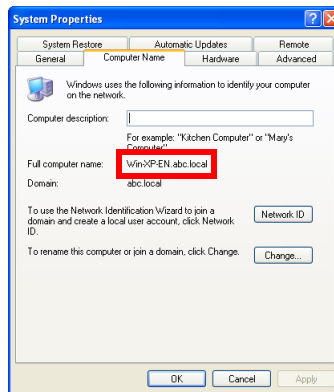 System Properties
System Restore Automatic Updates Remote
General Computer Name Hardware Advanced
Windows uses the following information to identify your computer
on the network.
Computer description:
For example: "Kitchen Computer" or "Mary's
Computer".
Full computer name: Win-XP-EN.abc.local
Domain: abc.local
To use the Network Identification Wizard to join a
domain and create a local user account, click Network
ID.
Network ID
To rename this computer or join a domain, click Change.
Change...
OK Cancel Apply